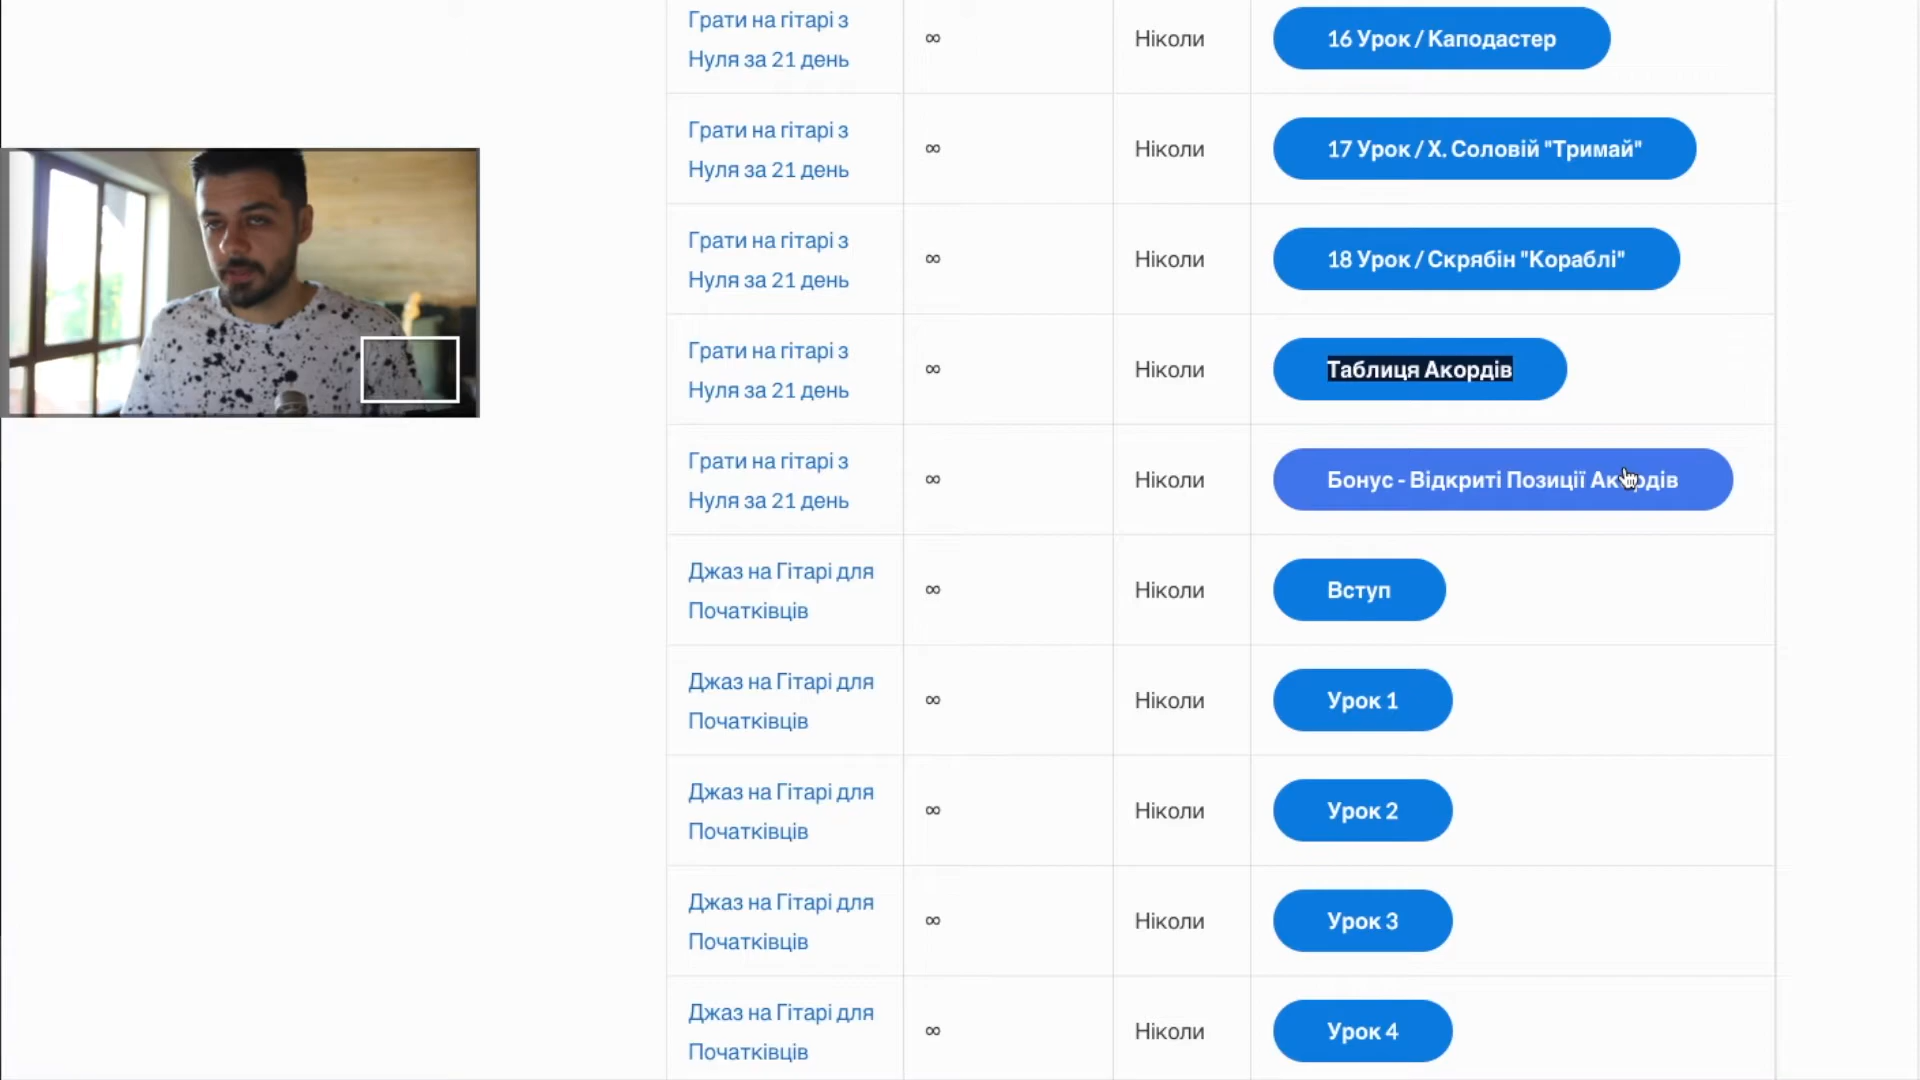 Грати на гітарі з
Нуля за 21 день
∞
Ніколи
16 Урок / Каподастер
Грати на гітарі з
Нуля за 21 день
∞
Ніколи
17 Урок / Х. Соловій "Тримай"
Грати на гітарі з
Нуля за 21 день
∞
Ніколи
18 Урок / Скрябін "Кораблі"
Грати на гітарі з
Нуля за 21 день
∞
Ніколи
Таблиця Акордів
Грати на гітарі з
Нуля за 21 день
∞
Ніколи
Бонус - Відкриті Позиції Акордів
Джаз на Гітарі для
Початківців
∞
Ніколи
Вступ
Джаз на Гітарі для
Початківців
∞
Ніколи
Урок 1
Джаз на Гітарі для
Початківців
∞
Ніколи
Урок 2
Джаз на Гітарі для
Початківців
∞
Ніколи
Урок 3
Джаз на Гітарі для
Початківців
∞
Ніколи
Урок 4